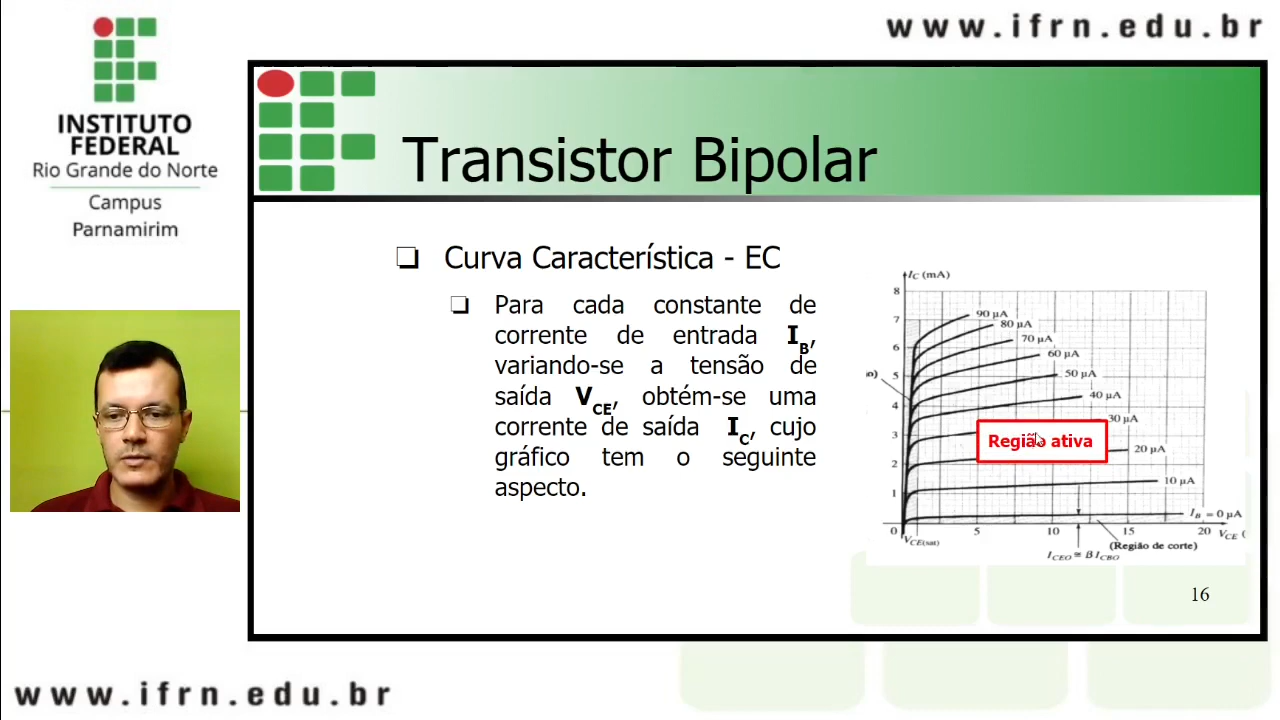 www.ifrn.edu.br
INSTITUTO
FEDERAL
Rio Grande do Norte
Campus
Parnamirim
Transistor Bipolar
❏ Curva Característica - EC
❏ Para cada constante de
corrente de entrada I_B,
variando-se a tensão de
saída V_CE, obtém-se uma
corrente de saída I_C, cujo
gráfico tem o seguinte
aspecto.
I_C (mA)
8
7
6
5
4
3
2
1
0
90 µA
80 µA
70 µA
60 µA
50 µA
40 µA
30 µA
20 µA
10 µA
I_B = 0 µA
o)
Região ativa
5
10
15
20
V_CE (
V_CE(sat)
(Região de corte)
I_CEO ≅ β I_CBO
16
www.ifrn.edu.br